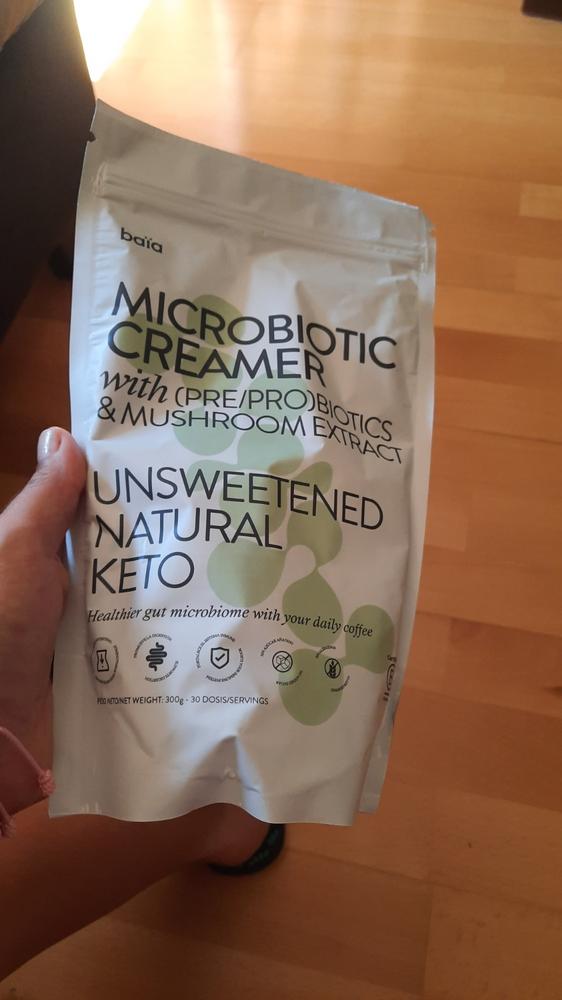 baïa
MICROBIOTIC
CREAMER
with (PRE/PRO)BIOTICS
& MUSHROOM EXTRACT
UNSWEETENED
NATURAL
KETO
Healthier gut microbiome with your daily coffee
PESO NETO/NET WEIGHT: 300g - 30 DOSIS/SERVINGS